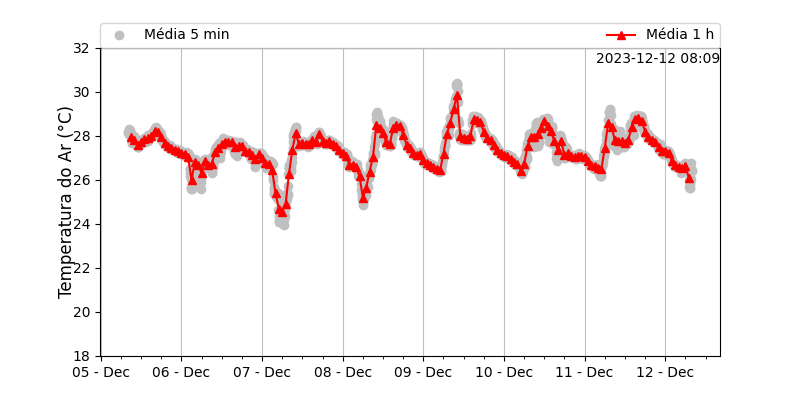 Média 5 min
Média 1 h
2023-12-12 08:09
Temperatura do Ar (°C)
32
30
28
26
24
22
20
18
05 - Dec
06 - Dec
07 - Dec
08 - Dec
09 - Dec
10 - Dec
11 - Dec
12 - Dec